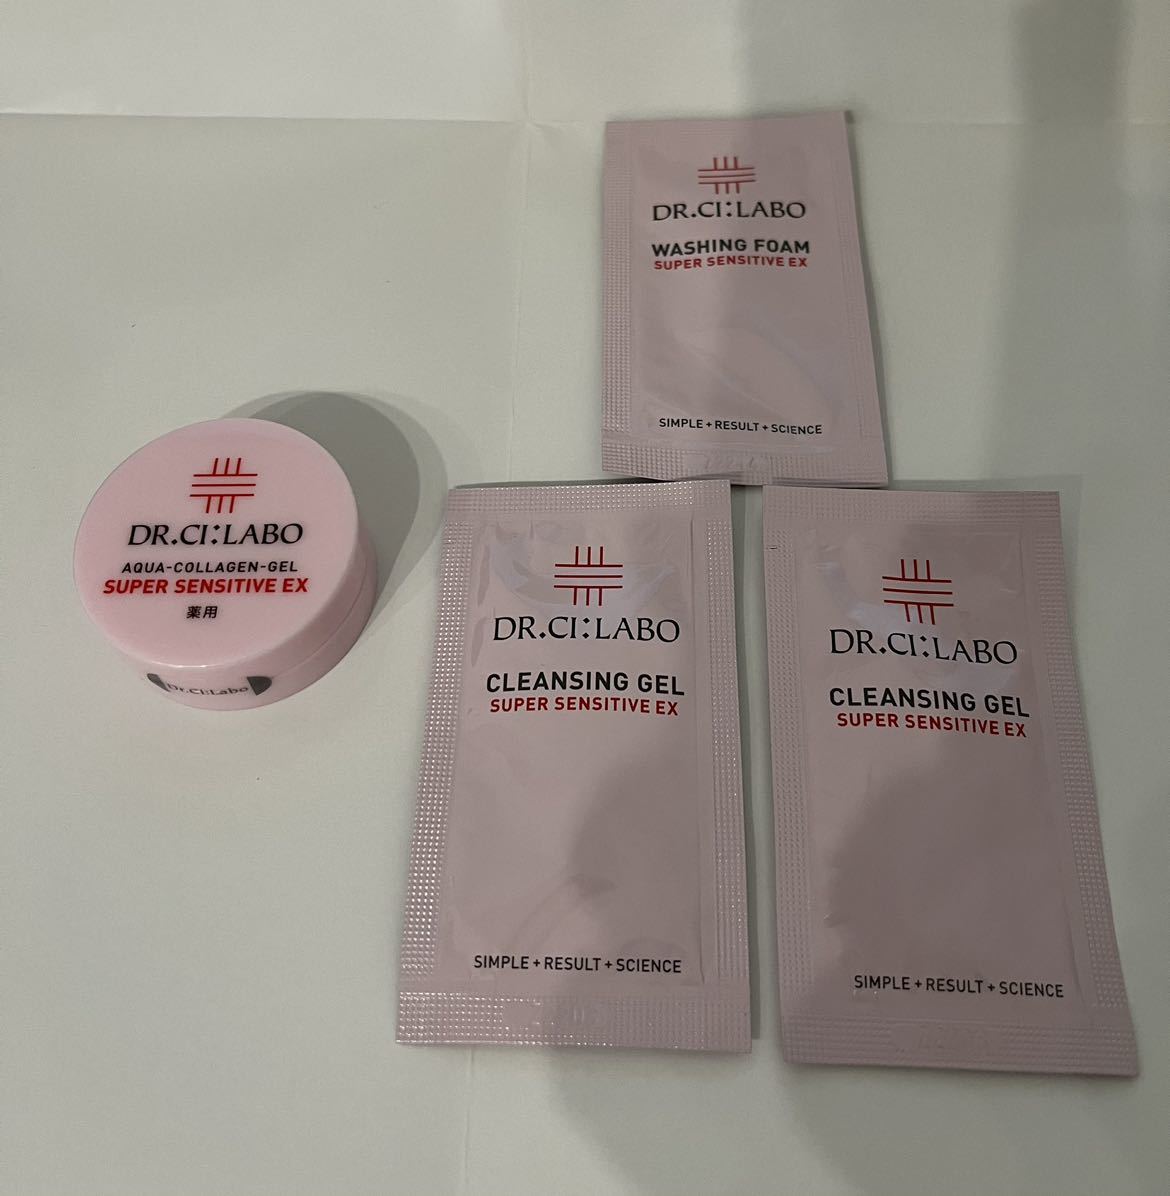 DR.CI:LABO
WASHING FOAM
SUPER SENSITIVE EX
SIMPLE + RESULT + SCIENCE
DR.CI:LABO
AQUA-COLLAGEN-GEL
SUPER SENSITIVE EX
薬用
Dr.Ci:Labo
DR.CI:LABO
CLEANSING GEL
SUPER SENSITIVE EX
SIMPLE + RESULT + SCIENCE
DR.CI:LABO
CLEANSING GEL
SUPER SENSITIVE EX
SIMPLE + RESULT + SCIENCE